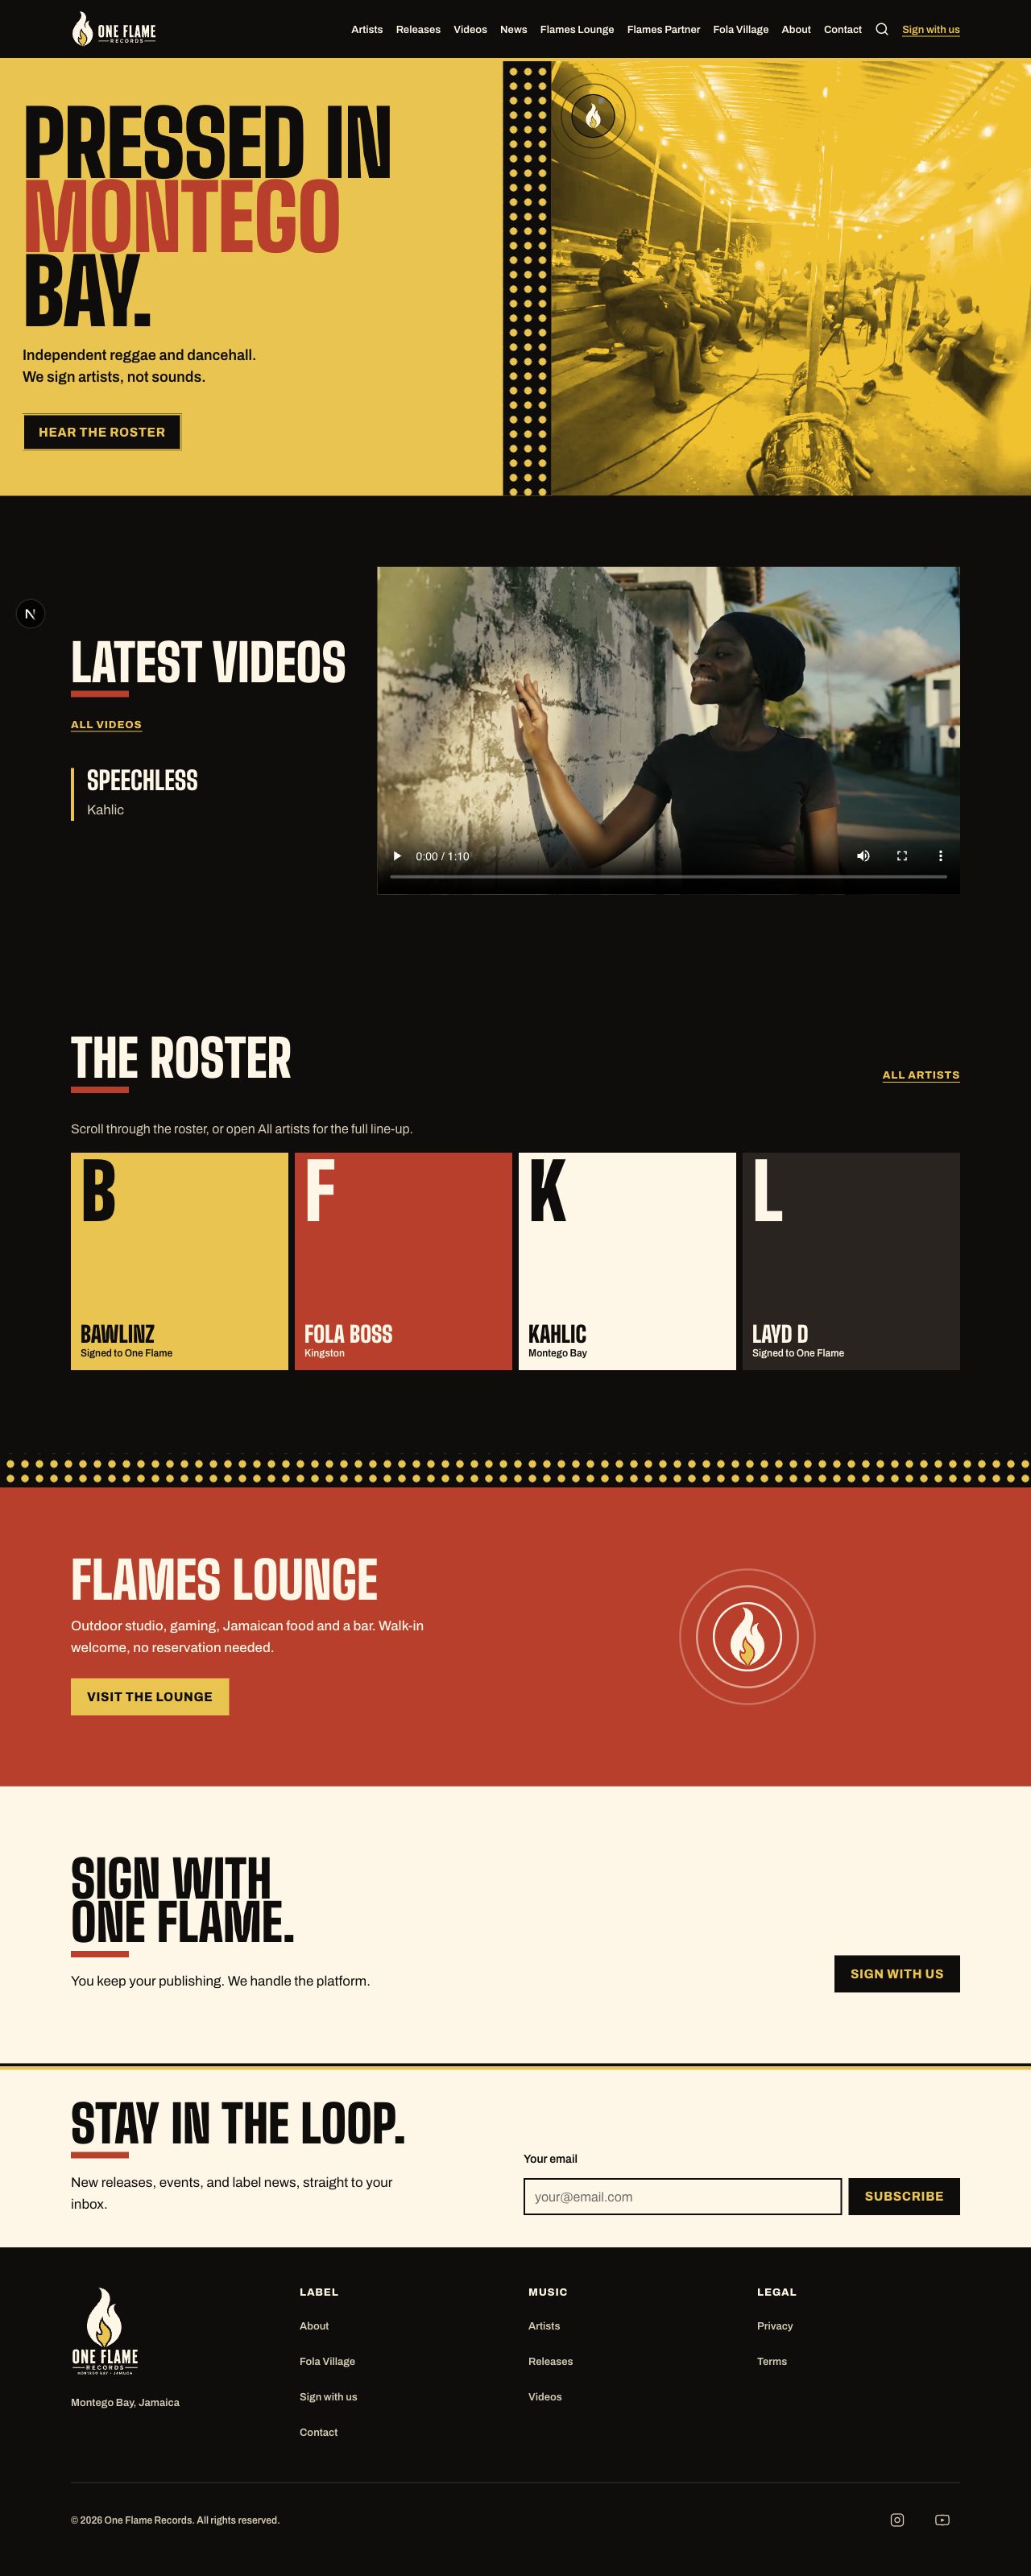 ONE FLAME
RECORDS
Artists Releases Videos News Flames Lounge Flames Partner Fola Village About Contact Sign with us
PRESSED IN
MONTEGO
BAY.
Independent reggae and dancehall.
We sign artists, not sounds.
HEAR THE ROSTER
N
LATEST VIDEOS
ALL VIDEOS
SPEECHLESS
Kahlic
0:00 / 1:10
THE ROSTER
ALL ARTISTS
Scroll through the roster, or open All artists for the full line-up.
B
BAWLINZ
Signed to One Flame
F
FOLA BOSS
Kingston
K
KAHLIC
Montego Bay
L
LAYD D
Signed to One Flame
FLAMES LOUNGE
Outdoor studio, gaming, Jamaican food and a bar. Walk-in
welcome, no reservation needed.
VISIT THE LOUNGE
SIGN WITH
ONE FLAME.
You keep your publishing. We handle the platform.
SIGN WITH US
STAY IN THE LOOP.
New releases, events, and label news, straight to your
inbox.
Your email
your@email.com
SUBSCRIBE
ONE FLAME
RECORDS
MONTEGO BAY • JAMAICA
Montego Bay, Jamaica
LABEL
About
Fola Village
Sign with us
Contact
MUSIC
Artists
Releases
Videos
LEGAL
Privacy
Terms
© 2026 One Flame Records. All rights reserved.